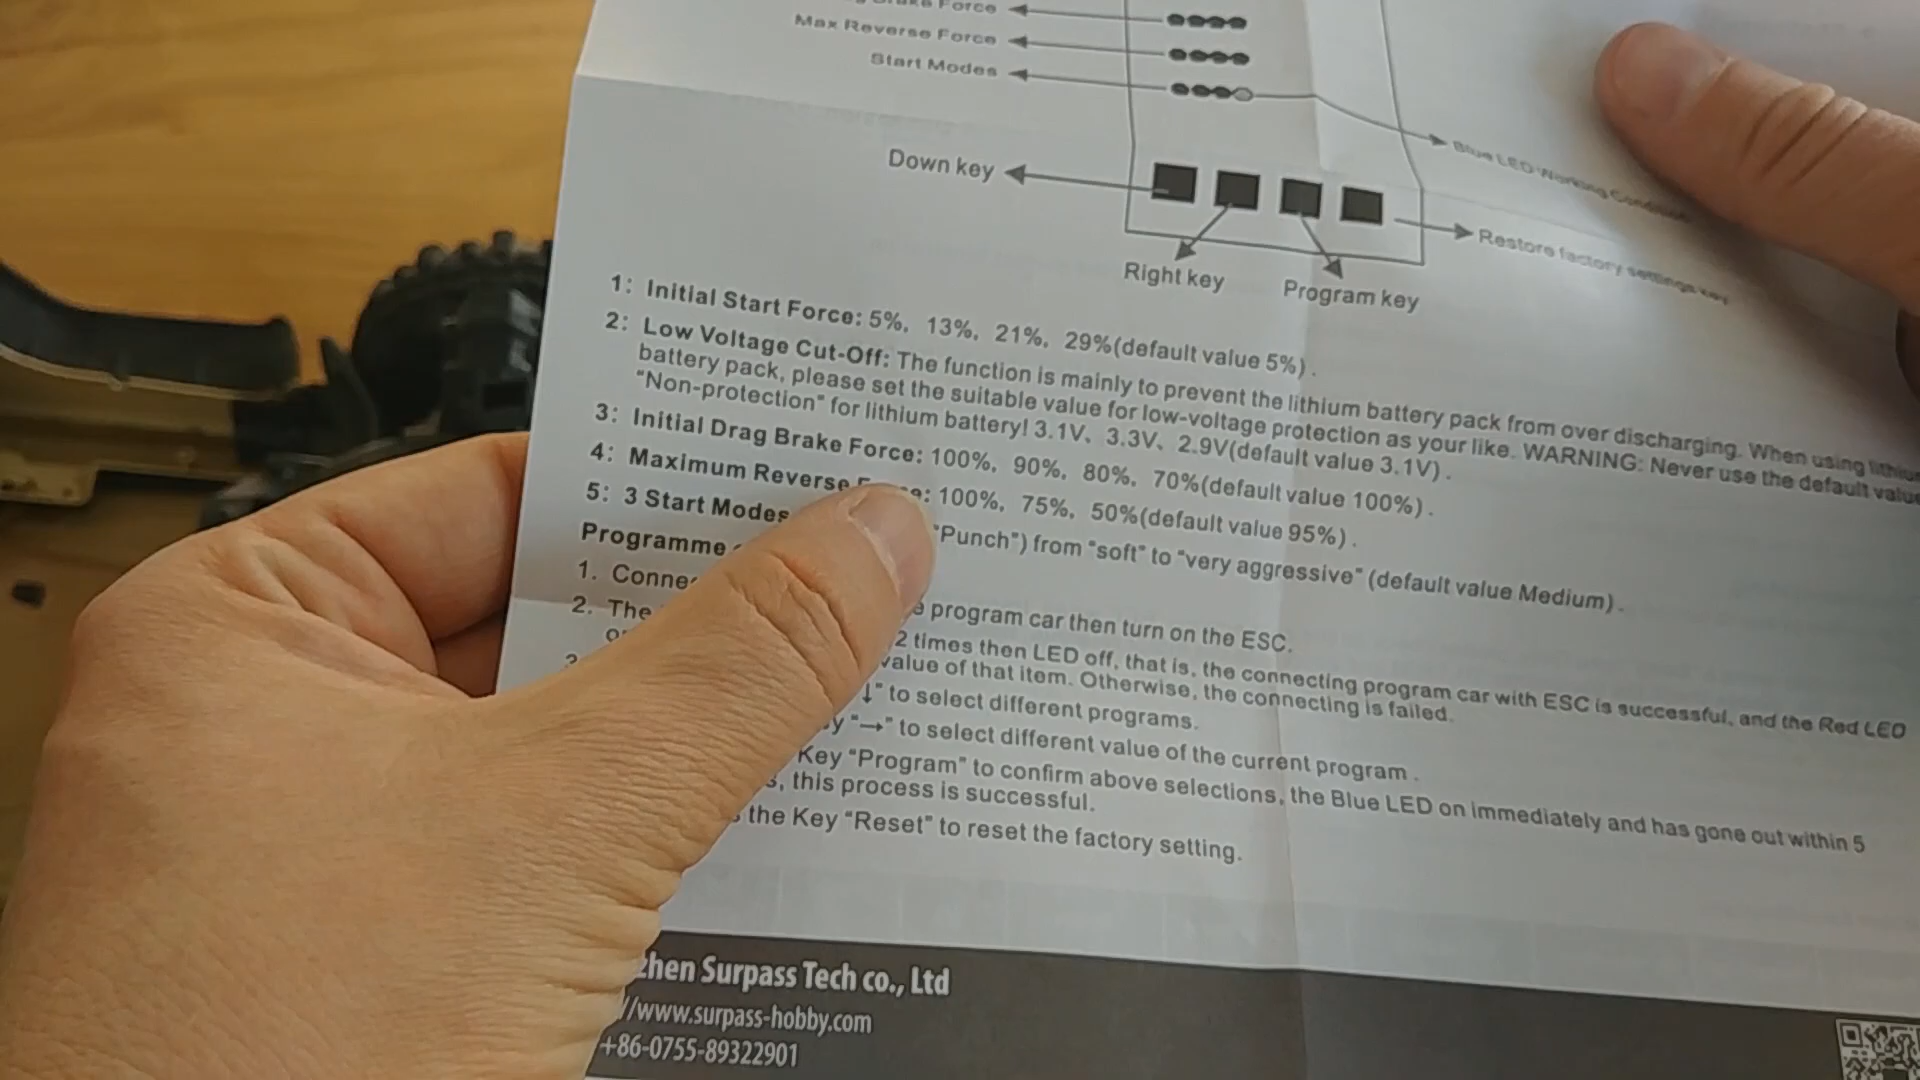 Brake Force
Max Reverse Force
Start Modes
Blue LED Working Condition
Down key
Restore factory settings key
Right key
Program key
1: Initial Start Force: 5%, 13%, 21%, 29%(default value 5%).
2: Low Voltage Cut-Off: The function is mainly to prevent the lithium battery pack from over discharging. When using lithium
battery pack, please set the suitable value for low-voltage protection as your like. WARNING: Never use the default value
"Non-protection" for lithium battery! 3.1V、3.3V、2.9V(default value 3.1V).
3: Initial Drag Brake Force: 100%, 90%, 80%, 70%(default value 100%).
4: Maximum Reverse 100%, 75%, 50%(default value 95%).
5: 3 Start Modes "Punch") from "soft" to "very aggressive" (default value Medium).
Programme
1. program car then turn on the ESC.
2. The 2 times then LED off, that is, the connecting program car with ESC is successful, and the Red LED
value of that item. Otherwise, the connecting is failed.
↓" to select different programs.
"→" to select different value of the current program.
Key "Program" to confirm above selections, the Blue LED on immediately and has gone out within 5
, this process is successful.
the Key "Reset" to reset the factory setting.
zhen Surpass Tech co., Ltd
//www.surpass-hobby.com
+86-0755-89322901